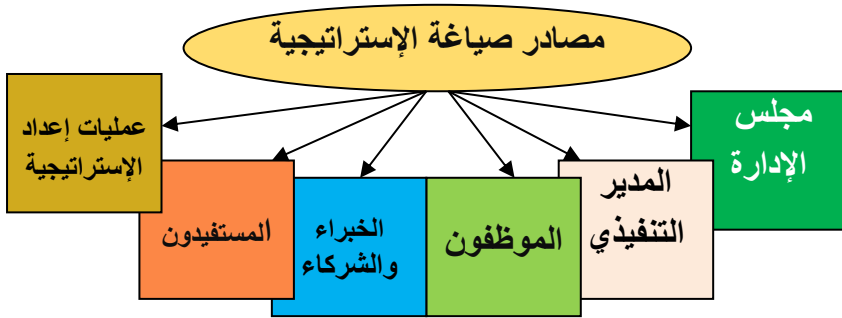 مصادر صياغة الإستراتيجية
مجلس
الإدارة
المدير
التنفيذي
الموظفون
الخبراء
والشركاء
المستفيدون
عمليات إعداد
الإستراتيجية